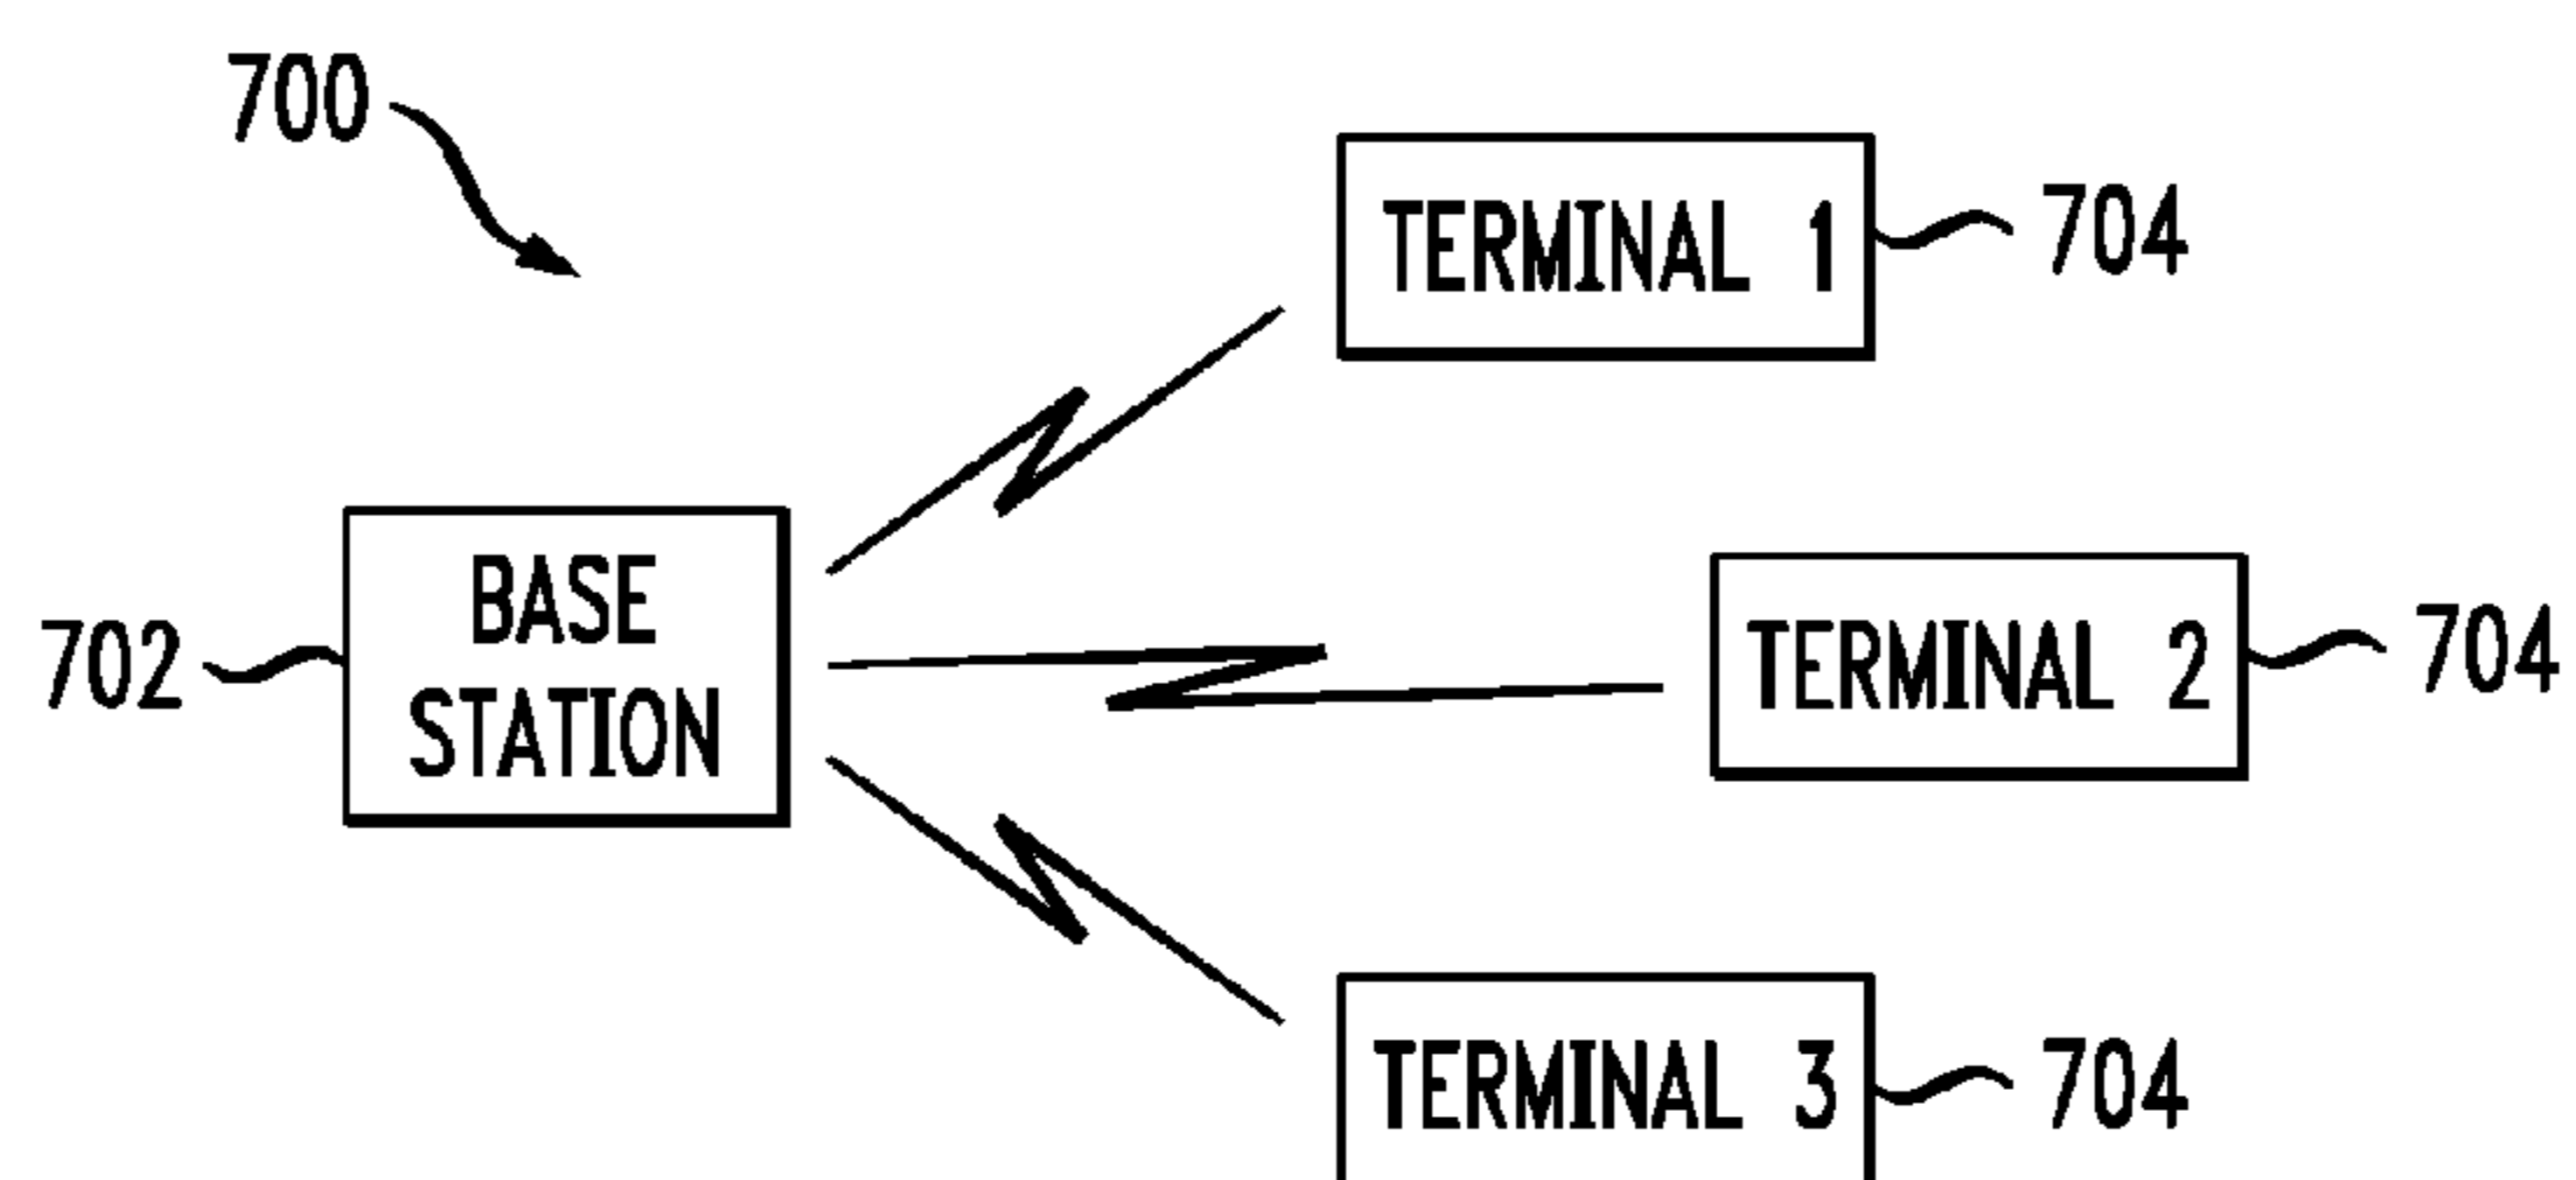 700
TERMINAL 1
704
BASE
STATION
702
TERMINAL 2
704
TERMINAL 3
704